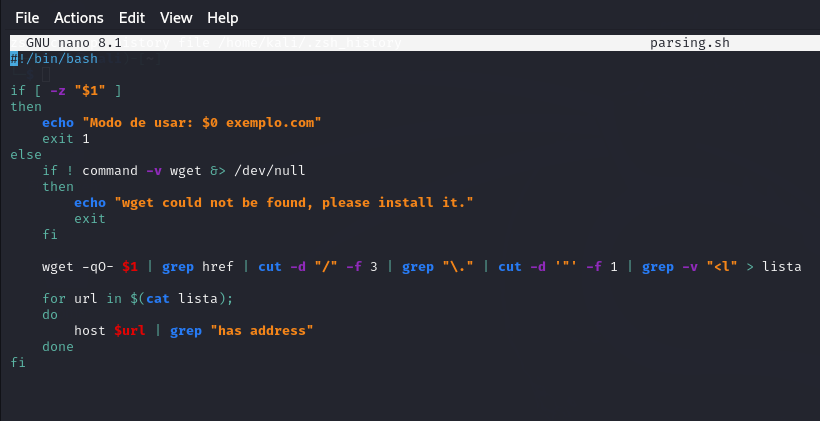 File Actions Edit View Help
GNU nano 8.1 parsing.sh
#!/bin/bash
if [ -z "$1" ]
then
echo "Modo de usar: $0 exemplo.com"
exit 1
else
if ! command -v wget &> /dev/null
then
echo "wget could not be found, please install it."
exit
fi
wget -qO- $1 | grep href | cut -d "/" -f 3 | grep "\." | cut -d '"' -f 1 | grep -v "<l" > lista
for url in $(cat lista);
do
host $url | grep "has address"
done
fi